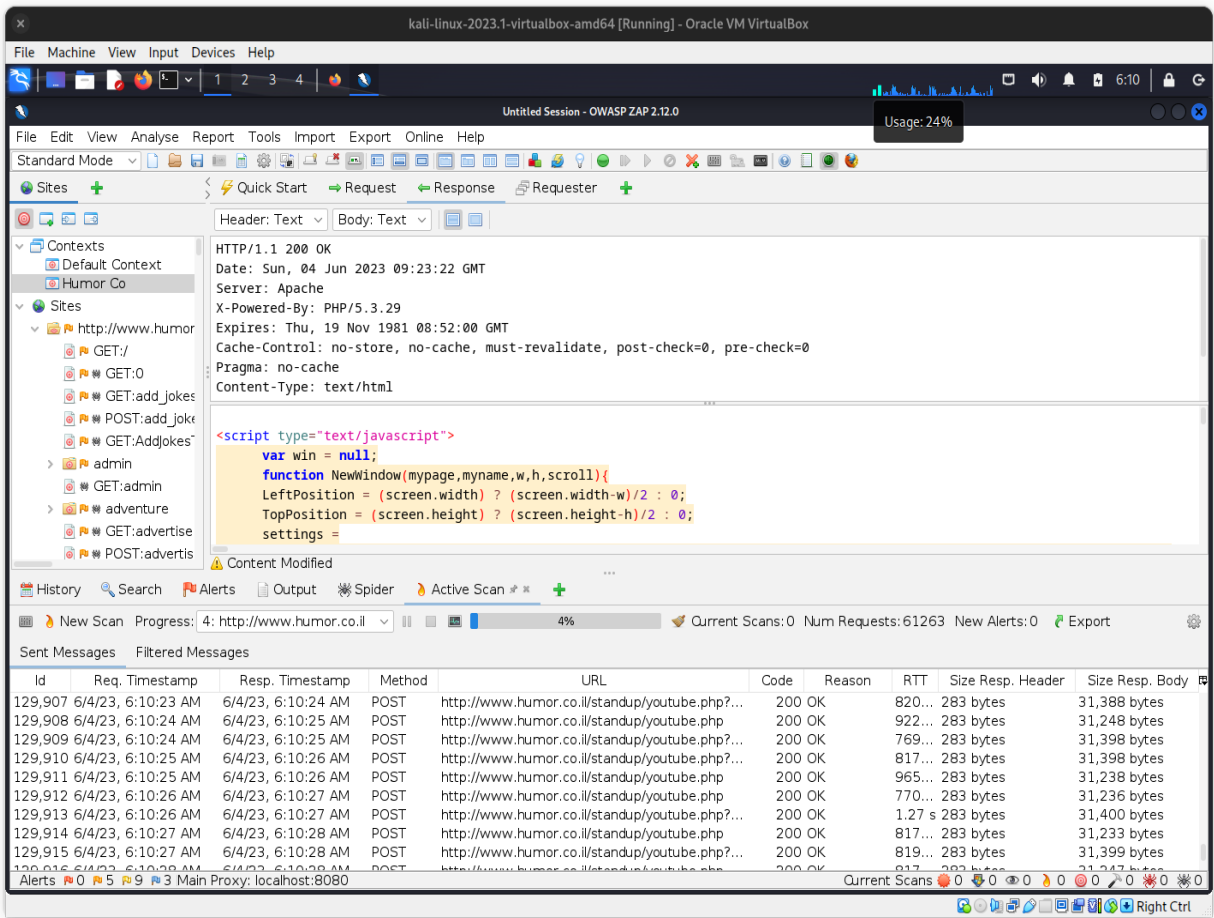 kali-linux-2023.1-virtualbox-amd64 [Running] - Oracle VM VirtualBox
File Machine View Input Devices Help
1 2 3 4 6:10
Untitled Session - OWASP ZAP 2.12.0
Usage: 24%
File Edit View Analyse Report Tools Import Export Online Help
Standard Mode
Sites Quick Start Request Response Requester
Header: Text Body: Text
Contexts
Default Context
Humor Co
Sites
http://www.humor
GET:/
GET:0
GET:add_jokes
POST:add_joke
GET:AddJokesT
admin
GET:admin
adventure
GET:advertise
POST:advertis
HTTP/1.1 200 OK
Date: Sun, 04 Jun 2023 09:23:22 GMT
Server: Apache
X-Powered-By: PHP/5.3.29
Expires: Thu, 19 Nov 1981 08:52:00 GMT
Cache-Control: no-store, no-cache, must-revalidate, post-check=0, pre-check=0
Pragma: no-cache
Content-Type: text/html
<script type="text/javascript">
var win = null;
function NewWindow(mypage,myname,w,h,scroll){
LeftPosition = (screen.width) ? (screen.width-w)/2 : 0;
TopPosition = (screen.height) ? (screen.height-h)/2 : 0;
settings =
Content Modified
History Search Alerts Output Spider Active Scan
New Scan Progress: 4: http://www.humor.co.il 4% Current Scans: 0 Num Requests: 61263 New Alerts: 0 Export
Sent Messages Filtered Messages
Id Req. Timestamp Resp. Timestamp Method URL Code Reason RTT Size Resp. Header Size Resp. Body
129,907 6/4/23, 6:10:23 AM 6/4/23, 6:10:24 AM POST http://www.humor.co.il/standup/youtube.php?... 200 OK 820... 283 bytes 31,388 bytes
129,908 6/4/23, 6:10:24 AM 6/4/23, 6:10:25 AM POST http://www.humor.co.il/standup/youtube.php 200 OK 922... 283 bytes 31,248 bytes
129,909 6/4/23, 6:10:24 AM 6/4/23, 6:10:25 AM POST http://www.humor.co.il/standup/youtube.php?... 200 OK 769... 283 bytes 31,398 bytes
129,910 6/4/23, 6:10:25 AM 6/4/23, 6:10:26 AM POST http://www.humor.co.il/standup/youtube.php?... 200 OK 817... 283 bytes 31,398 bytes
129,911 6/4/23, 6:10:25 AM 6/4/23, 6:10:26 AM POST http://www.humor.co.il/standup/youtube.php 200 OK 965... 283 bytes 31,238 bytes
129,912 6/4/23, 6:10:26 AM 6/4/23, 6:10:27 AM POST http://www.humor.co.il/standup/youtube.php 200 OK 770... 283 bytes 31,236 bytes
129,913 6/4/23, 6:10:26 AM 6/4/23, 6:10:27 AM POST http://www.humor.co.il/standup/youtube.php?... 200 OK 1.27 s 283 bytes 31,400 bytes
129,914 6/4/23, 6:10:27 AM 6/4/23, 6:10:28 AM POST http://www.humor.co.il/standup/youtube.php 200 OK 817... 283 bytes 31,233 bytes
129,915 6/4/23, 6:10:27 AM 6/4/23, 6:10:28 AM POST http://www.humor.co.il/standup/youtube.php?... 200 OK 819... 283 bytes 31,399 bytes
Alerts 0 5 9 3 Main Proxy: localhost:8080 Current Scans 0 0 0 0 0 0 0 0
Right Ctrl